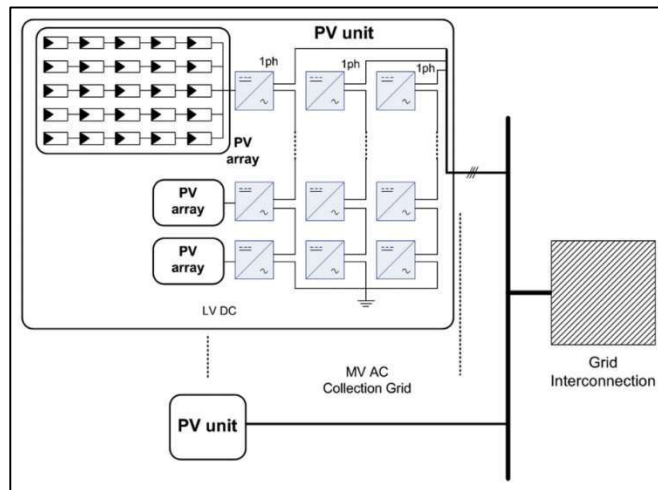 PV unit
1ph
1ph
1ph
PV
array
PV
array
PV
array
LV DC
MV AC
Collection Grid
Grid
Interconnection
PV unit